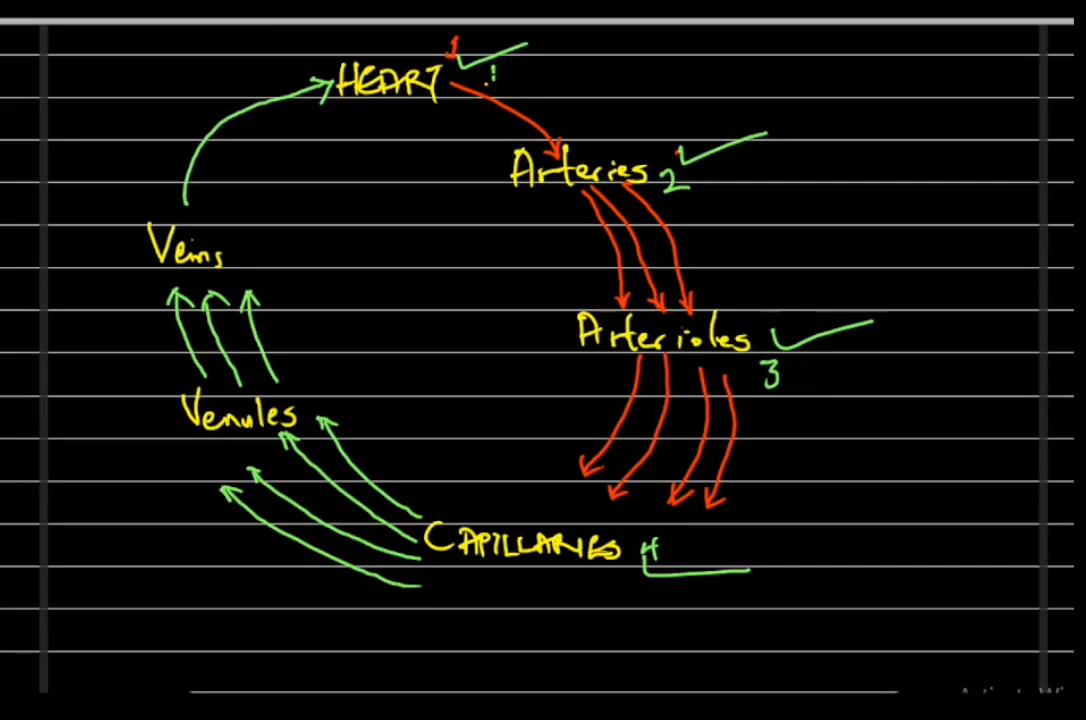 HEART 1
Arteries 2
Veins
Arterioles 3
Venules
CAPILLARIES 4